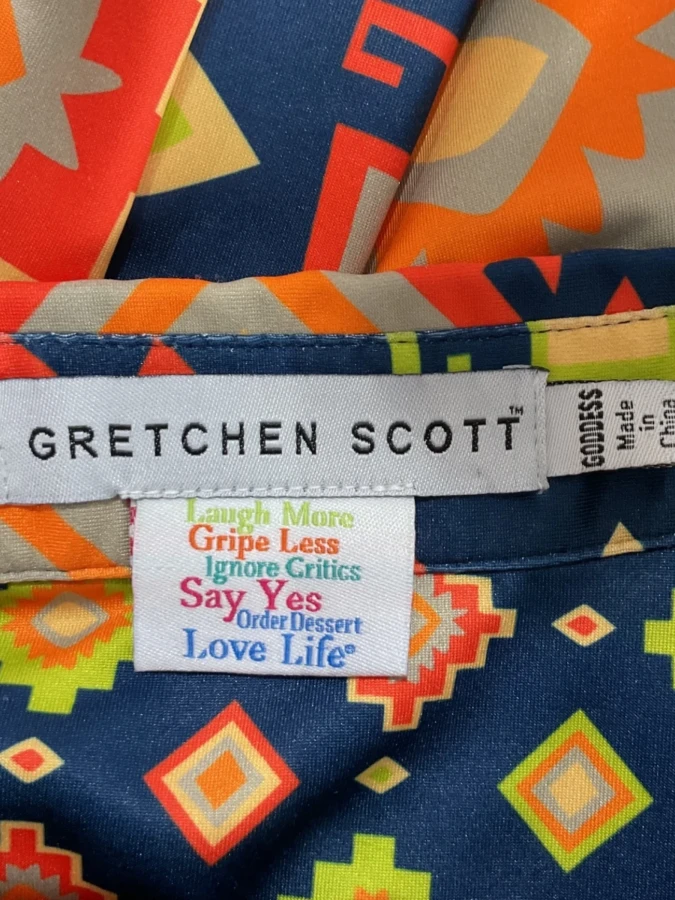 GRETCHEN SCOTT™
GODDESS
Made
in
China
Laugh More
Gripe Less
Ignore Critics
Say Yes
Order Dessert
Love Life®